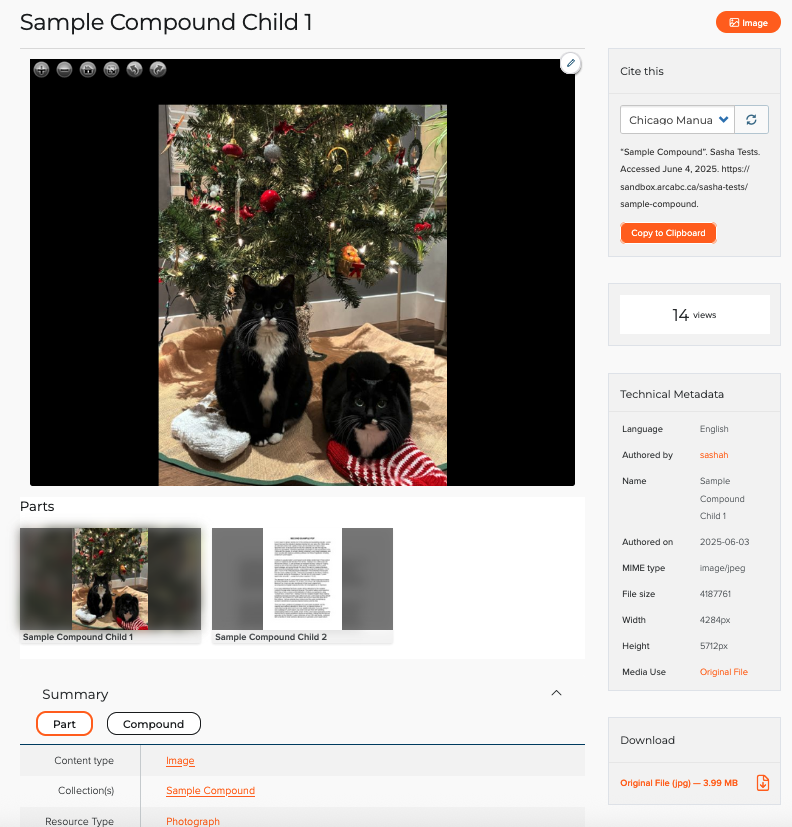 Sample Compound Child 1
Image
Cite this
Chicago Manua
"Sample Compound". Sasha Tests.
Accessed June 4, 2025. https://
sandbox.arcabc.ca/sasha-tests/
sample-compound.
Copy to Clipboard
14 views
Technical Metadata
Language English
Authored by sashah
Name Sample
Compound
Child 1
Authored on 2025-06-03
MIME type image/jpeg
File size 4187761
Width 4284px
Height 5712px
Media Use Original File
Download
Original File (jpg) — 3.99 MB
Parts
Sample Compound Child 1
Sample Compound Child 2
Summary
Part
Compound
Content type Image
Collection(s) Sample Compound
Resource Type Photograph